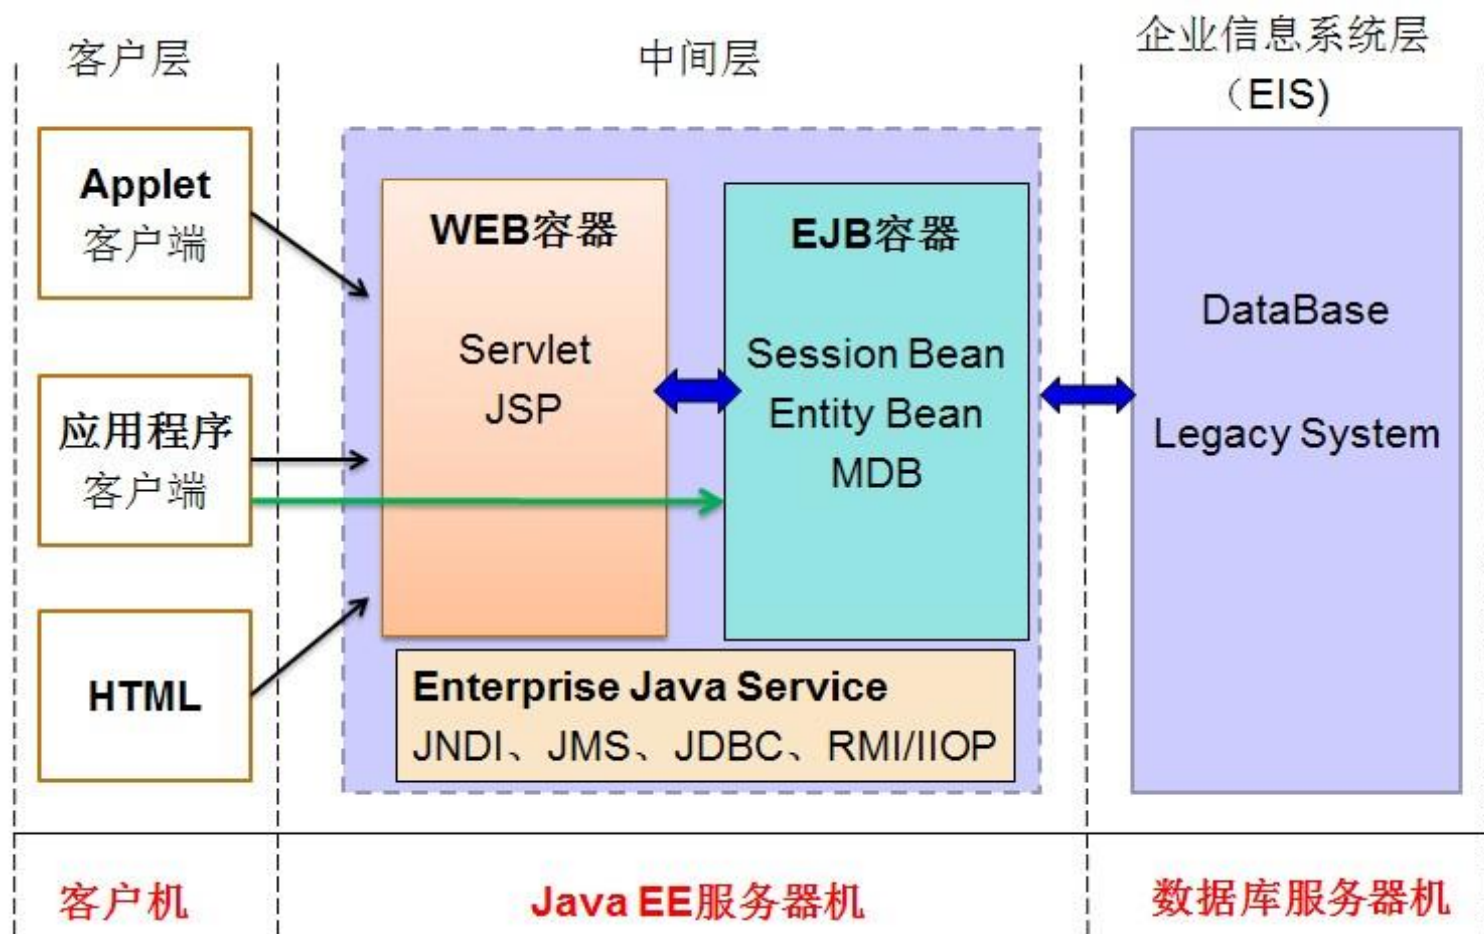 客户层
中间层
企业信息系统层
（EIS)
Applet
客户端
应用程序
客户端
HTML
WEB容器
Servlet
JSP
EJB容器
Session Bean
Entity Bean
MDB
Enterprise Java Service
JNDI、JMS、JDBC、RMI/IIOP
DataBase
Legacy System
客户机
Java EE服务器机
数据库服务器机